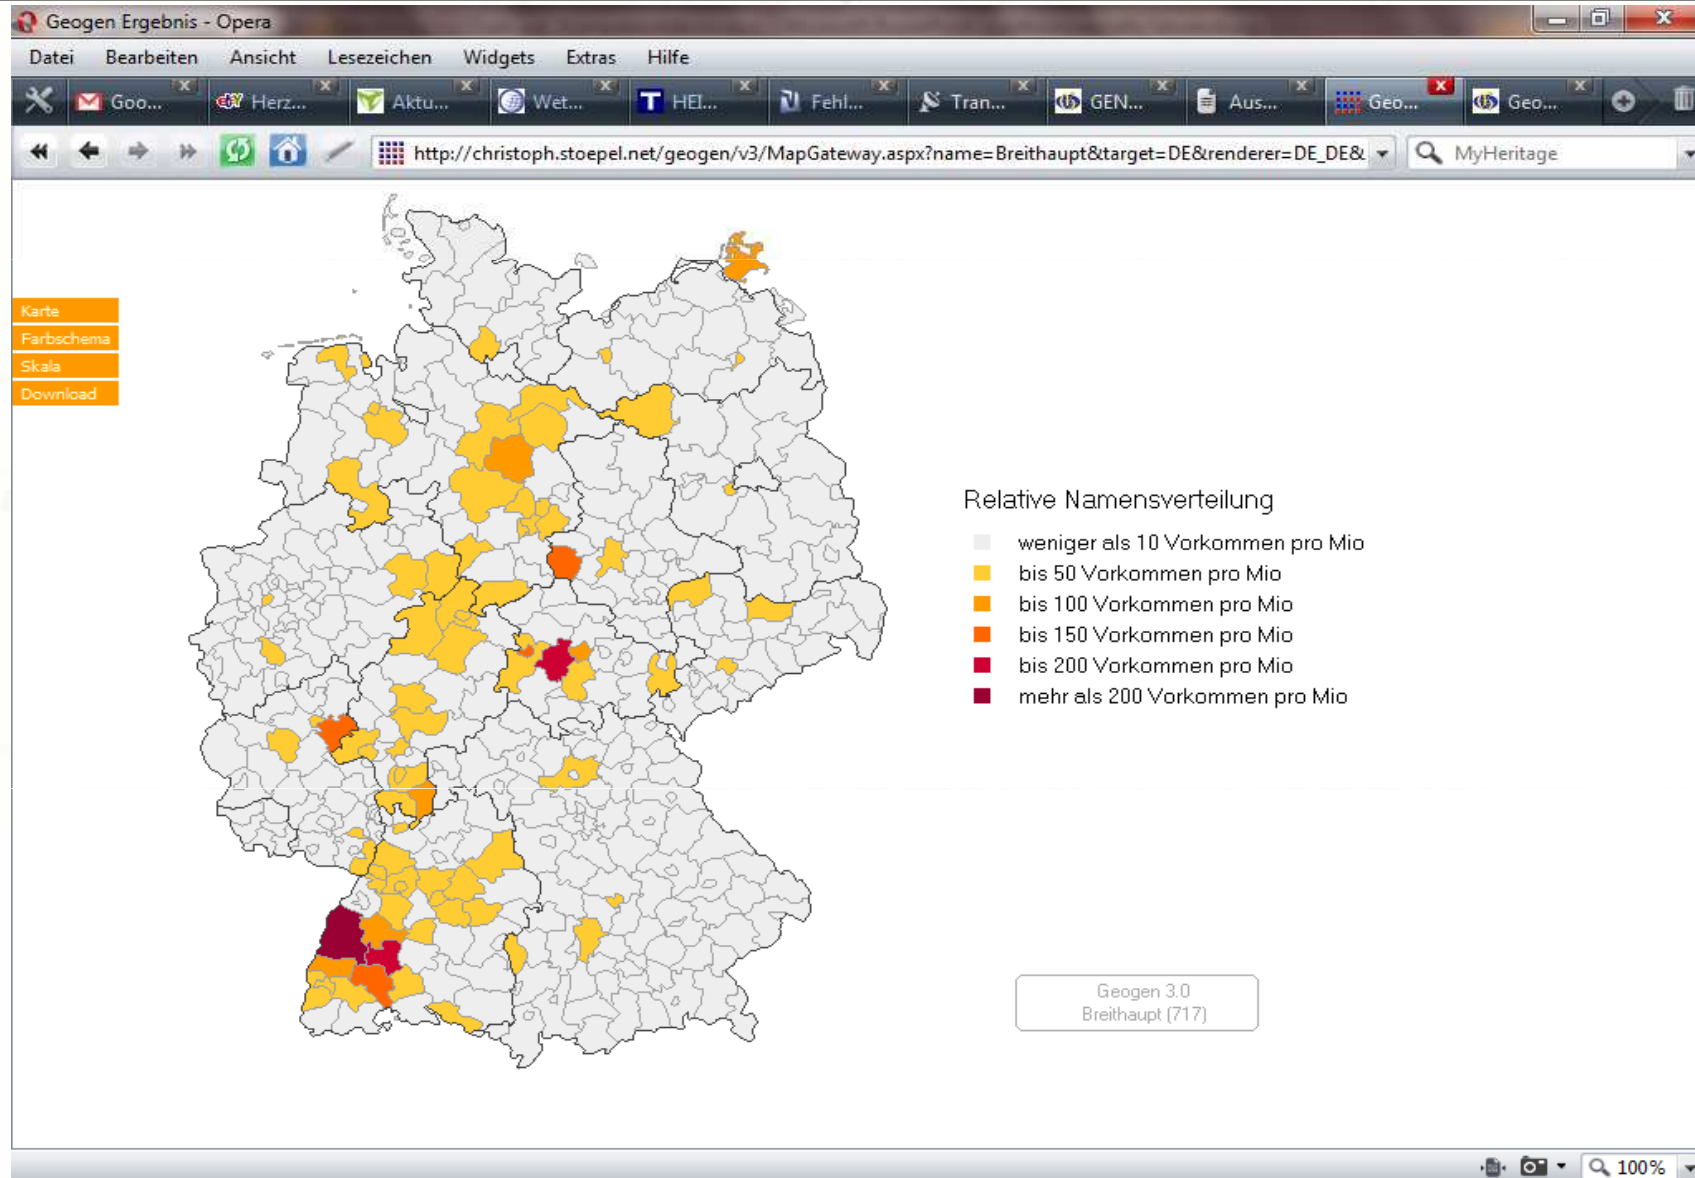 Geogen Ergebnis - Opera
Datei Bearbeiten Ansicht Lesezeichen Widgets Extras Hilfe
Goo... Herz... Aktu... Wet... HEI... Fehl... Tran... GEN... Aus... Geo... Geo...
http://christoph.stoepel.net/geogen/v3/MapGateway.aspx?name=Breithaupt&target=DE&renderer=DE_DE& MyHeritage
Karte
Farbschema
Skala
Download
Relative Namensverteilung
weniger als 10 Vorkommen pro Mio
bis 50 Vorkommen pro Mio
bis 100 Vorkommen pro Mio
bis 150 Vorkommen pro Mio
bis 200 Vorkommen pro Mio
mehr als 200 Vorkommen pro Mio
Geogen 3.0
Breithaupt (717)
100%